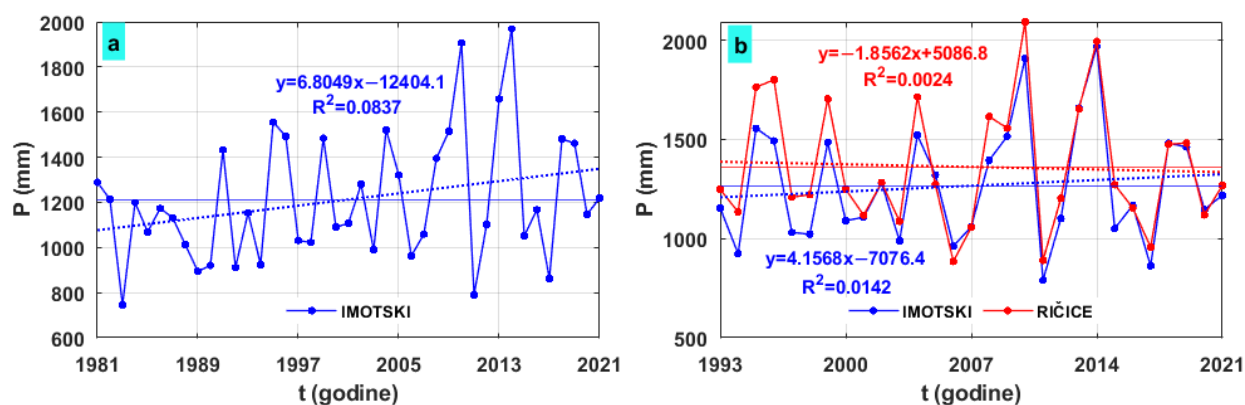 a
P (mm)
2000
1800
1600
1400
1200
1000
800
600
y=6.8049x−12404.1
R²=0.0837
IMOTSKI
1981 1989 1997 2005 2013 2021
t (godine)
b
P (mm)
2000
1500
1000
500
y=−1.8562x+5086.8
R²=0.0024
y=4.1568x−7076.4
R²=0.0142
IMOTSKI RIČICE
1993 2000 2007 2014 2021
t (godine)